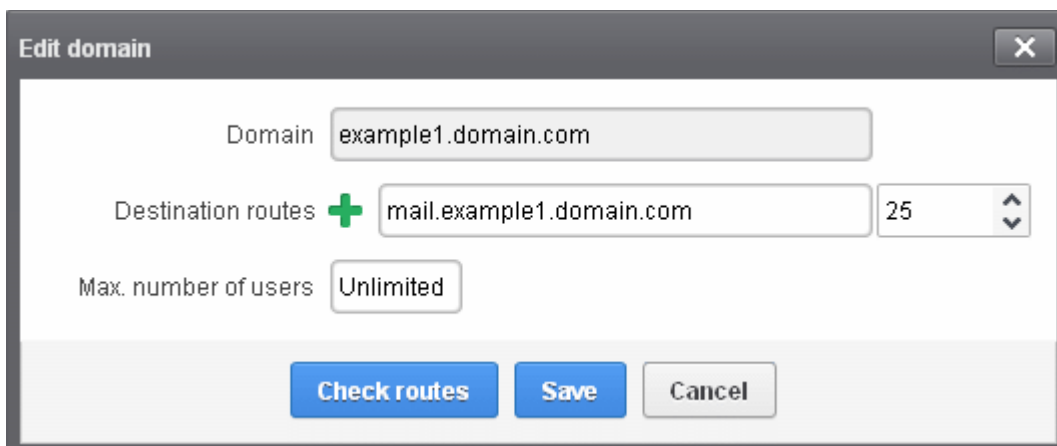 Edit domain
Domain example1.domain.com
Destination routes mail.example1.domain.com 25
Max. number of users Unlimited
Check routes Save Cancel